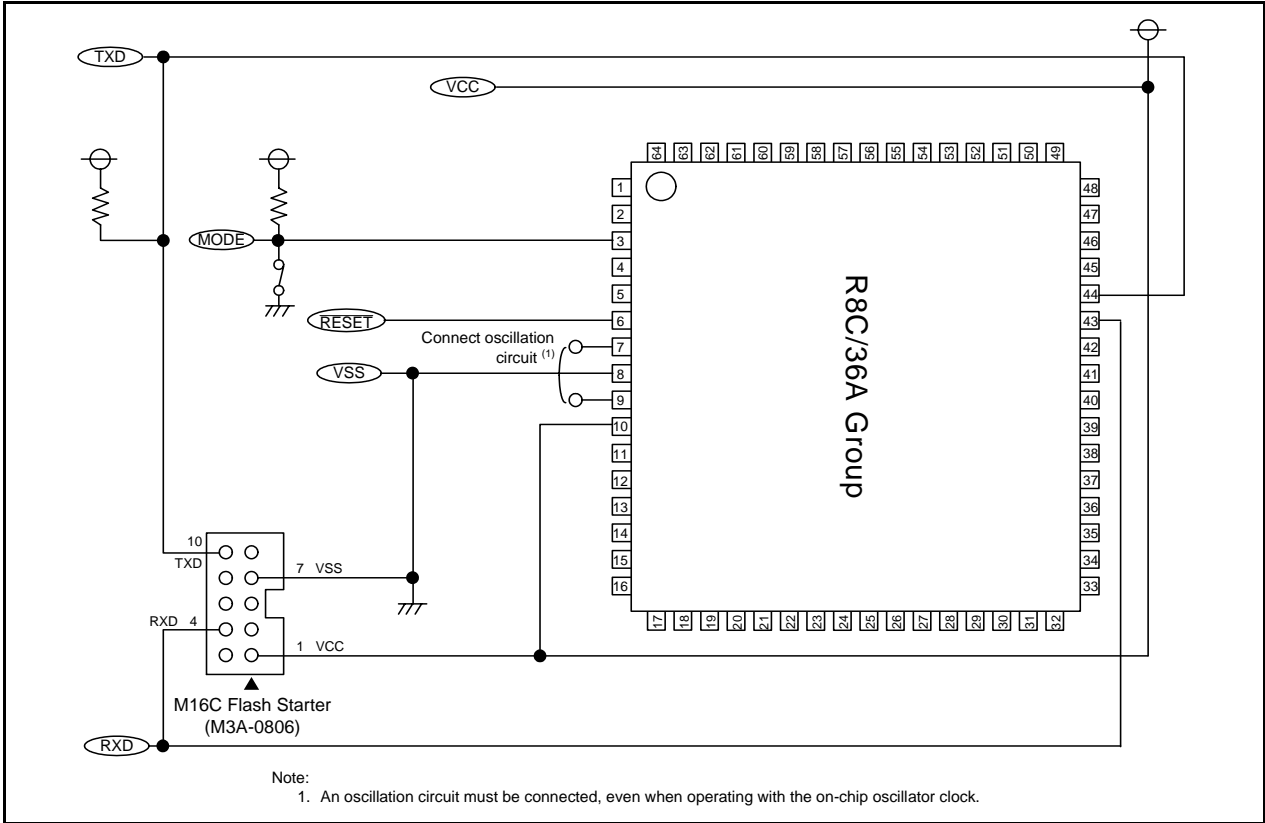 TXD
VCC
64 63 62 61 60 59 58 57 56 55 54 53 52 51 50 49
1
2
MODE
3
4
5
RESET
6
Connect oscillation
circuit (1)
7
VSS
8
9
10
11
12
13
14
15
16
R8C/36A Group
48
47
46
45
44
43
42
41
40
39
38
37
36
35
34
33
17 18 19 20 21 22 23 24 25 26 27 28 29 30 31 32
10
TXD
7 VSS
RXD 4
1 VCC
M16C Flash Starter
(M3A-0806)
RXD
Note:
1. An oscillation circuit must be connected, even when operating with the on-chip oscillator clock.